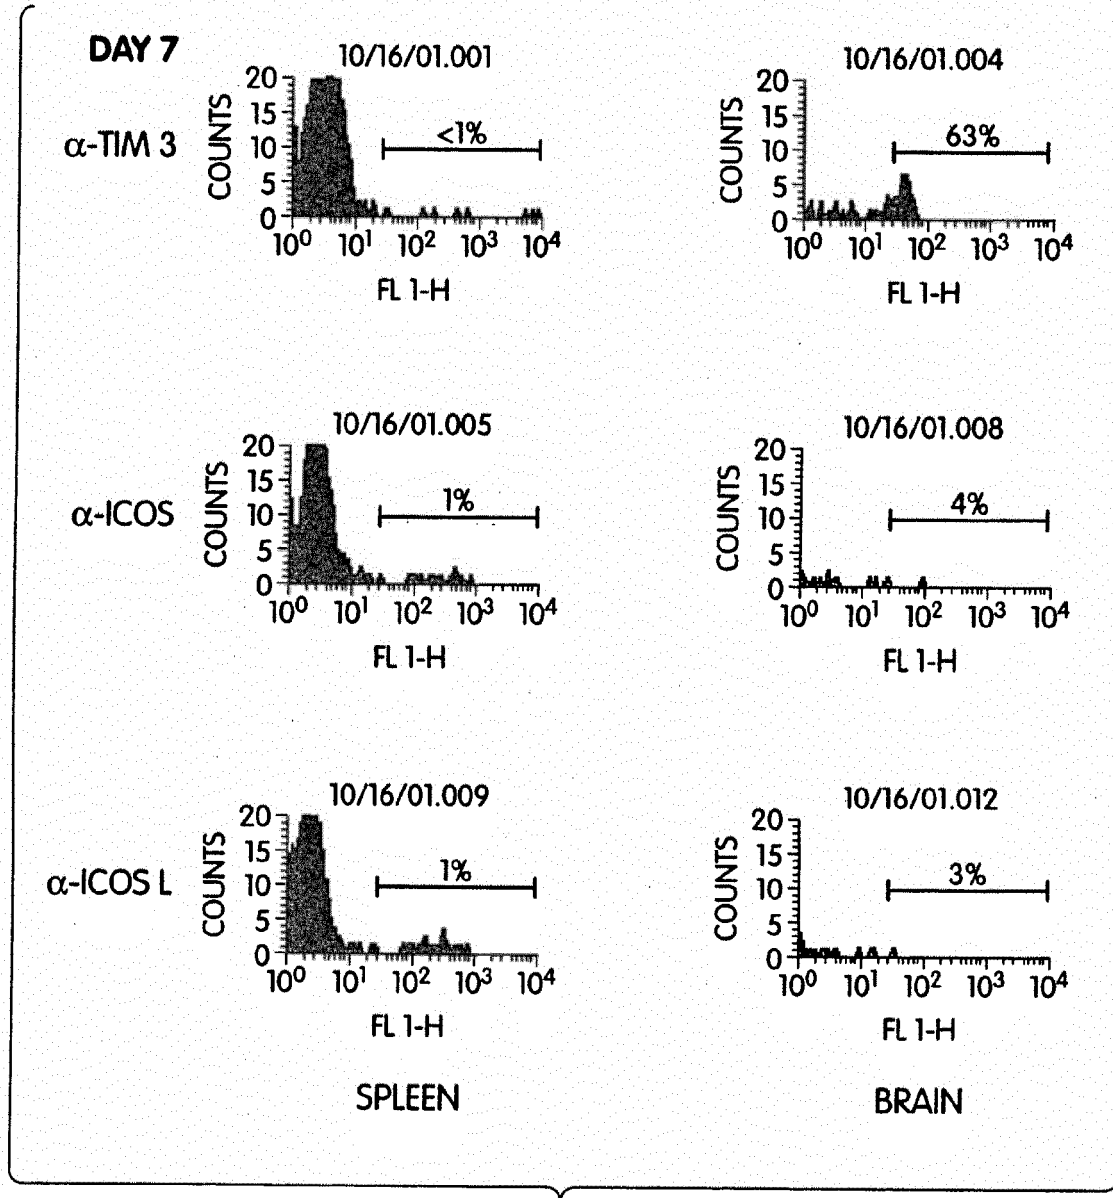 DAY 7
α-TIM 3
10/16/01.001
COUNTS
20
15
10
5
0
<1%
10⁰ 10¹ 10² 10³ 10⁴
FL 1-H
10/16/01.004
COUNTS
20
15
10
5
0
63%
10⁰ 10¹ 10² 10³ 10⁴
FL 1-H
α-ICOS
10/16/01.005
COUNTS
20
15
10
5
0
1%
10⁰ 10¹ 10² 10³ 10⁴
FL 1-H
10/16/01.008
COUNTS
20
15
10
5
0
4%
10⁰ 10¹ 10² 10³ 10⁴
FL 1-H
α-ICOS L
10/16/01.009
COUNTS
20
15
10
5
0
1%
10⁰ 10¹ 10² 10³ 10⁴
FL 1-H
10/16/01.012
COUNTS
20
15
10
5
0
3%
10⁰ 10¹ 10² 10³ 10⁴
FL 1-H
SPLEEN
BRAIN